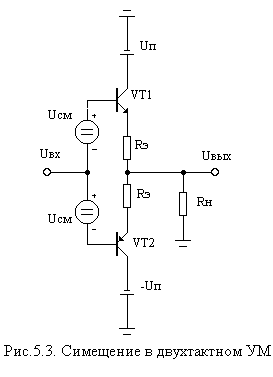 Uп
VT1
Uсм
+
−
Rэ
Uвх
Uвых
Uсм
+
−
Rэ
Rн
VT2
-Uп
Рис.5.3. Симещение в двухтактном УМ